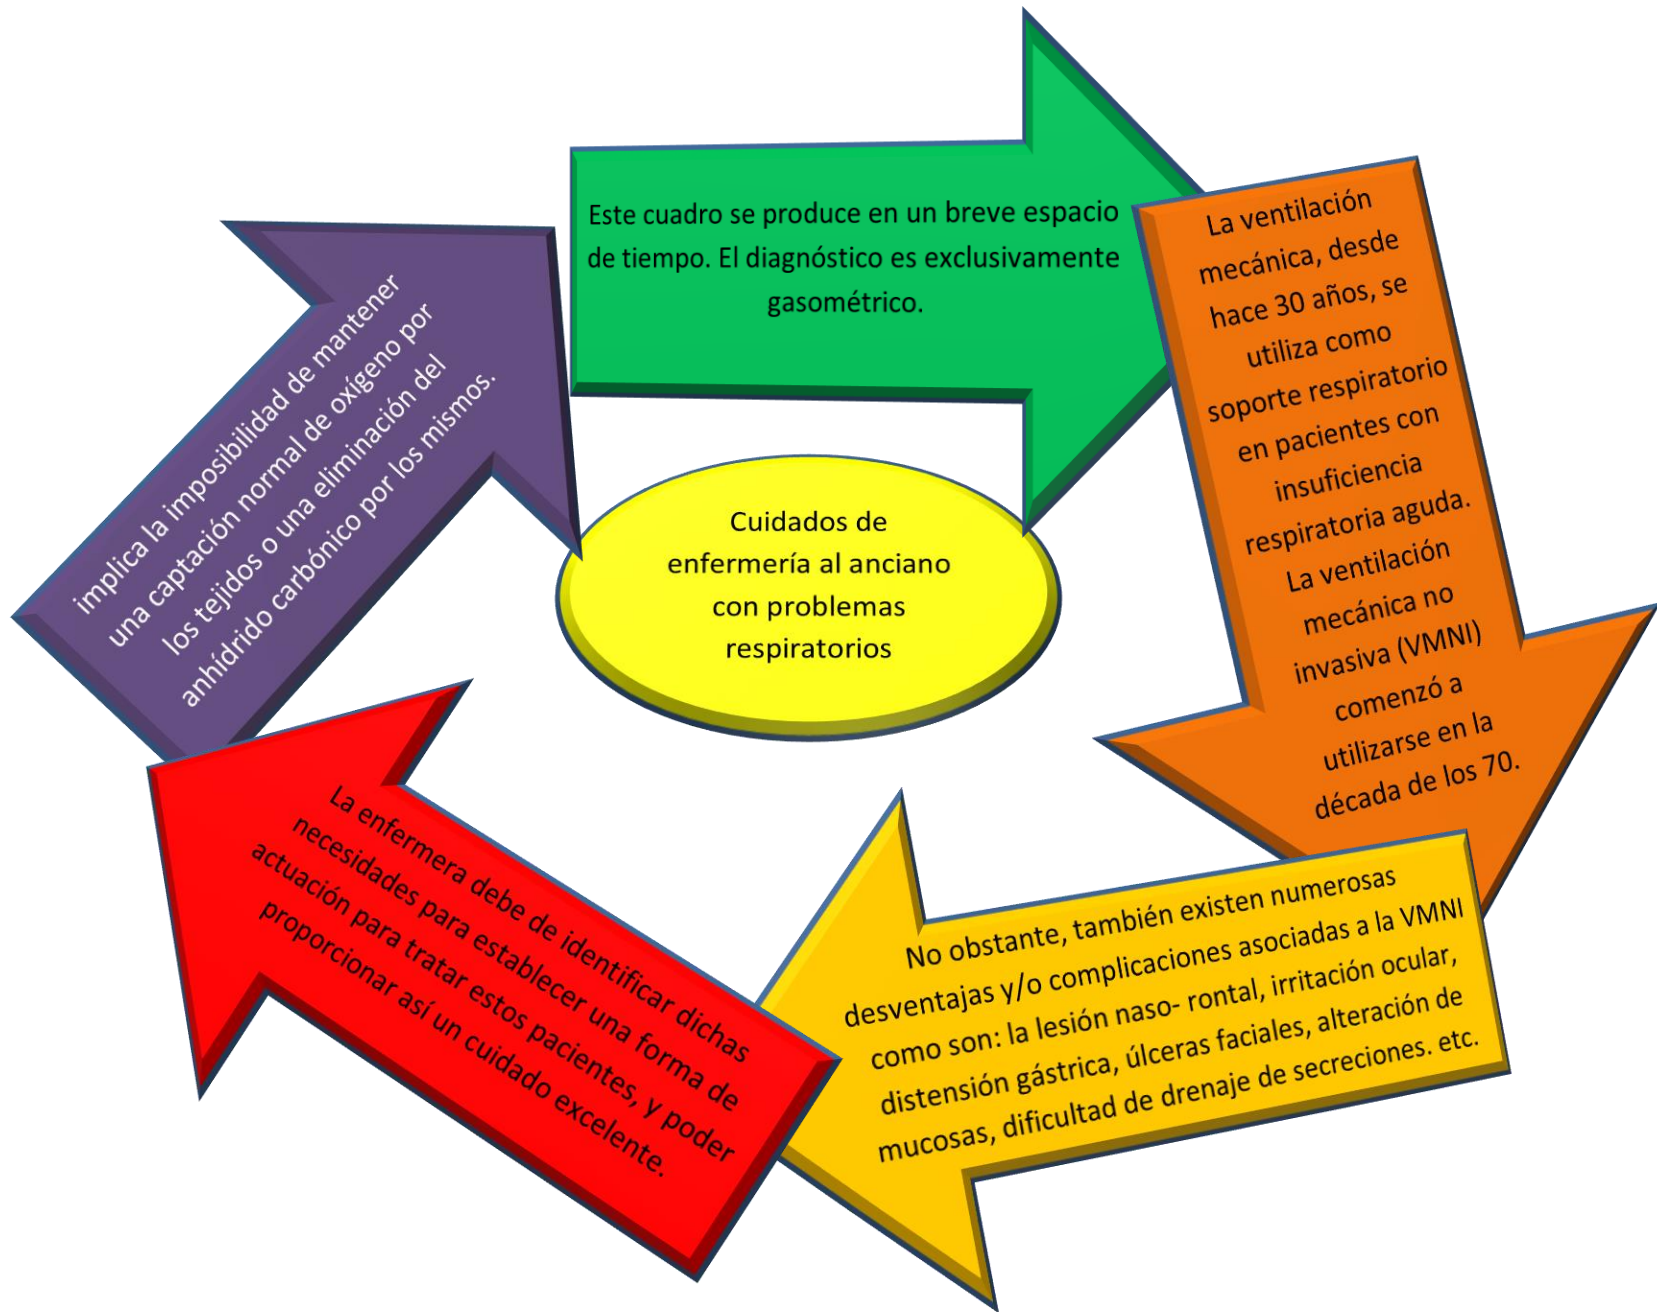 implica la imposibilidad de mantener
una captación normal de oxígeno por
los tejidos o una eliminación del
anhídrido carbónico por los mismos.
Este cuadro se produce en un breve espacio
de tiempo. El diagnóstico es exclusivamente
gasométrico.
La ventilación
mecánica, desde
hace 30 años, se
utiliza como
soporte respiratorio
en pacientes con
insuficiencia
respiratoria aguda.
La ventilación
mecánica no
invasiva (VMNI)
comenzó a
utilizarse en la
década de los 70.
No obstante, también existen numerosas
desventajas y/o complicaciones asociadas a la VMNI
como son: la lesión naso- rontal, irritación ocular,
distensión gástrica, úlceras faciales, alteración de
mucosas, dificultad de drenaje de secreciones. etc.
La enfermera debe de identificar dichas
necesidades para establecer una forma de
actuación para tratar estos pacientes, y poder
proporcionar así un cuidado excelente.
Cuidados de
enfermería al anciano
con problemas
respiratorios